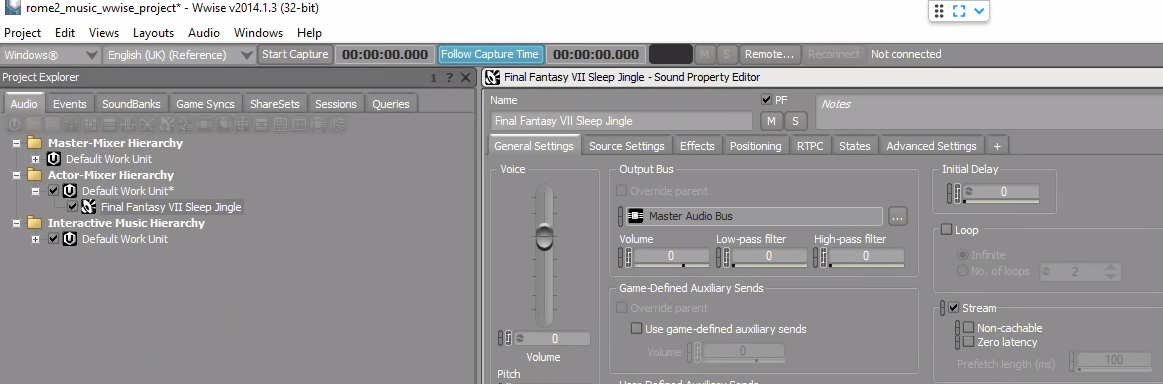 rome2_music_wwise_project* - Wwise v2014.1.3 (32-bit)
Project Edit Views Layouts Audio Windows Help
Windows® English (UK) (Reference) Start Capture 00:00:00.000 Follow Capture Time 00:00:00.000 M S Remote... Reconnect Not connected
Project Explorer 1 ? X
Final Fantasy VII Sleep Jingle - Sound Property Editor
Audio Events SoundBanks Game Syncs ShareSets Sessions Queries
Master-Mixer Hierarchy
Default Work Unit
Actor-Mixer Hierarchy
Default Work Unit*
Final Fantasy VII Sleep Jingle
Interactive Music Hierarchy
Default Work Unit
Name PF Notes
Final Fantasy VII Sleep Jingle M S
General Settings Source Settings Effects Positioning RTPC States Advanced Settings +
Voice
0
Volume
Pitch
Output Bus
Override parent
Master Audio Bus ...
Volume Low-pass filter High-pass filter
0 0 0
Game-Defined Auxiliary Sends
Override parent
Use game-defined auxiliary sends
Volume 0
User-Defined Auxiliary Sends
Initial Delay
0
Loop
Infinite
No. of loops 2
Stream
Non-cachable
Zero latency
Prefetch length (ms) 100